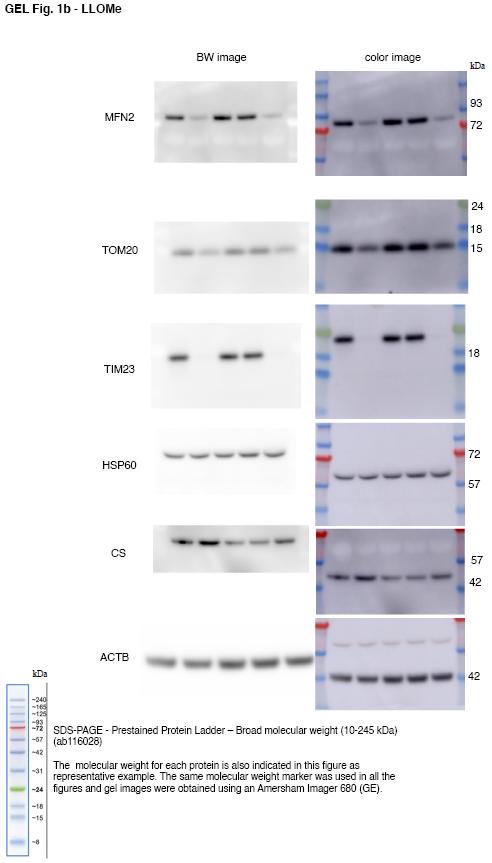 GEL Fig. 1b - LLOMe
BW image
color image
kDa
MFN2
93
72
TOM20
24
18
15
TIM23
18
HSP60
72
57
CS
57
42
ACTB
42
kDa
~240
~165
~125
~93
~72
~57
~42
~31
~24
~18
~15
~8
SDS-PAGE - Prestained Protein Ladder – Broad molecular weight (10-245 kDa)
(ab116028)
The molecular weight for each protein is also indicated in this figure as
representative example. The same molecular weight marker was used in all the
figures and gel images were obtained using an Amersham Imager 680 (GE).